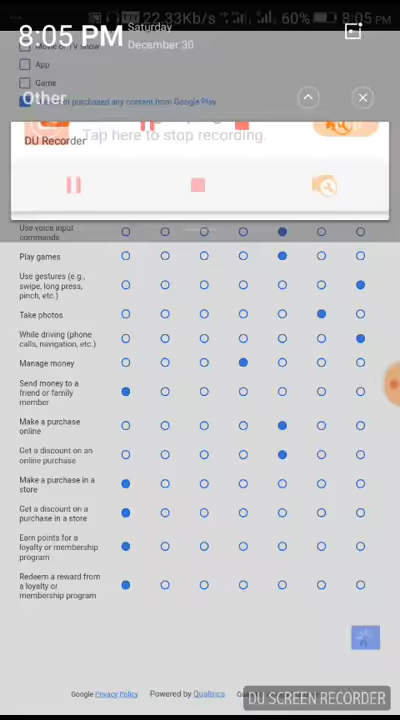 22.33Kb/s 60% 8:05 PM
8:05 PM Saturday
December 30
Movie or TV show
App
Game
Other
or purchased any content from Google Play
DU Recorder
Tap here to stop recording.
Use voice input
commands
Play games
Use gestures (e.g.,
swipe, long press,
pinch, etc.)
Take photos
While driving (phone
calls, navigation, etc.)
Manage money
Send money to a
friend or family
member
Make a purchase
online
Get a discount on an
online purchase
Make a purchase in a
store
Get a discount on a
purchase in a store
Earn points for a
loyalty or membership
program
Redeem a reward from
a loyalty or
membership program
Google Privacy Policy Powered by Qualtrics
DU SCREEN RECORDER